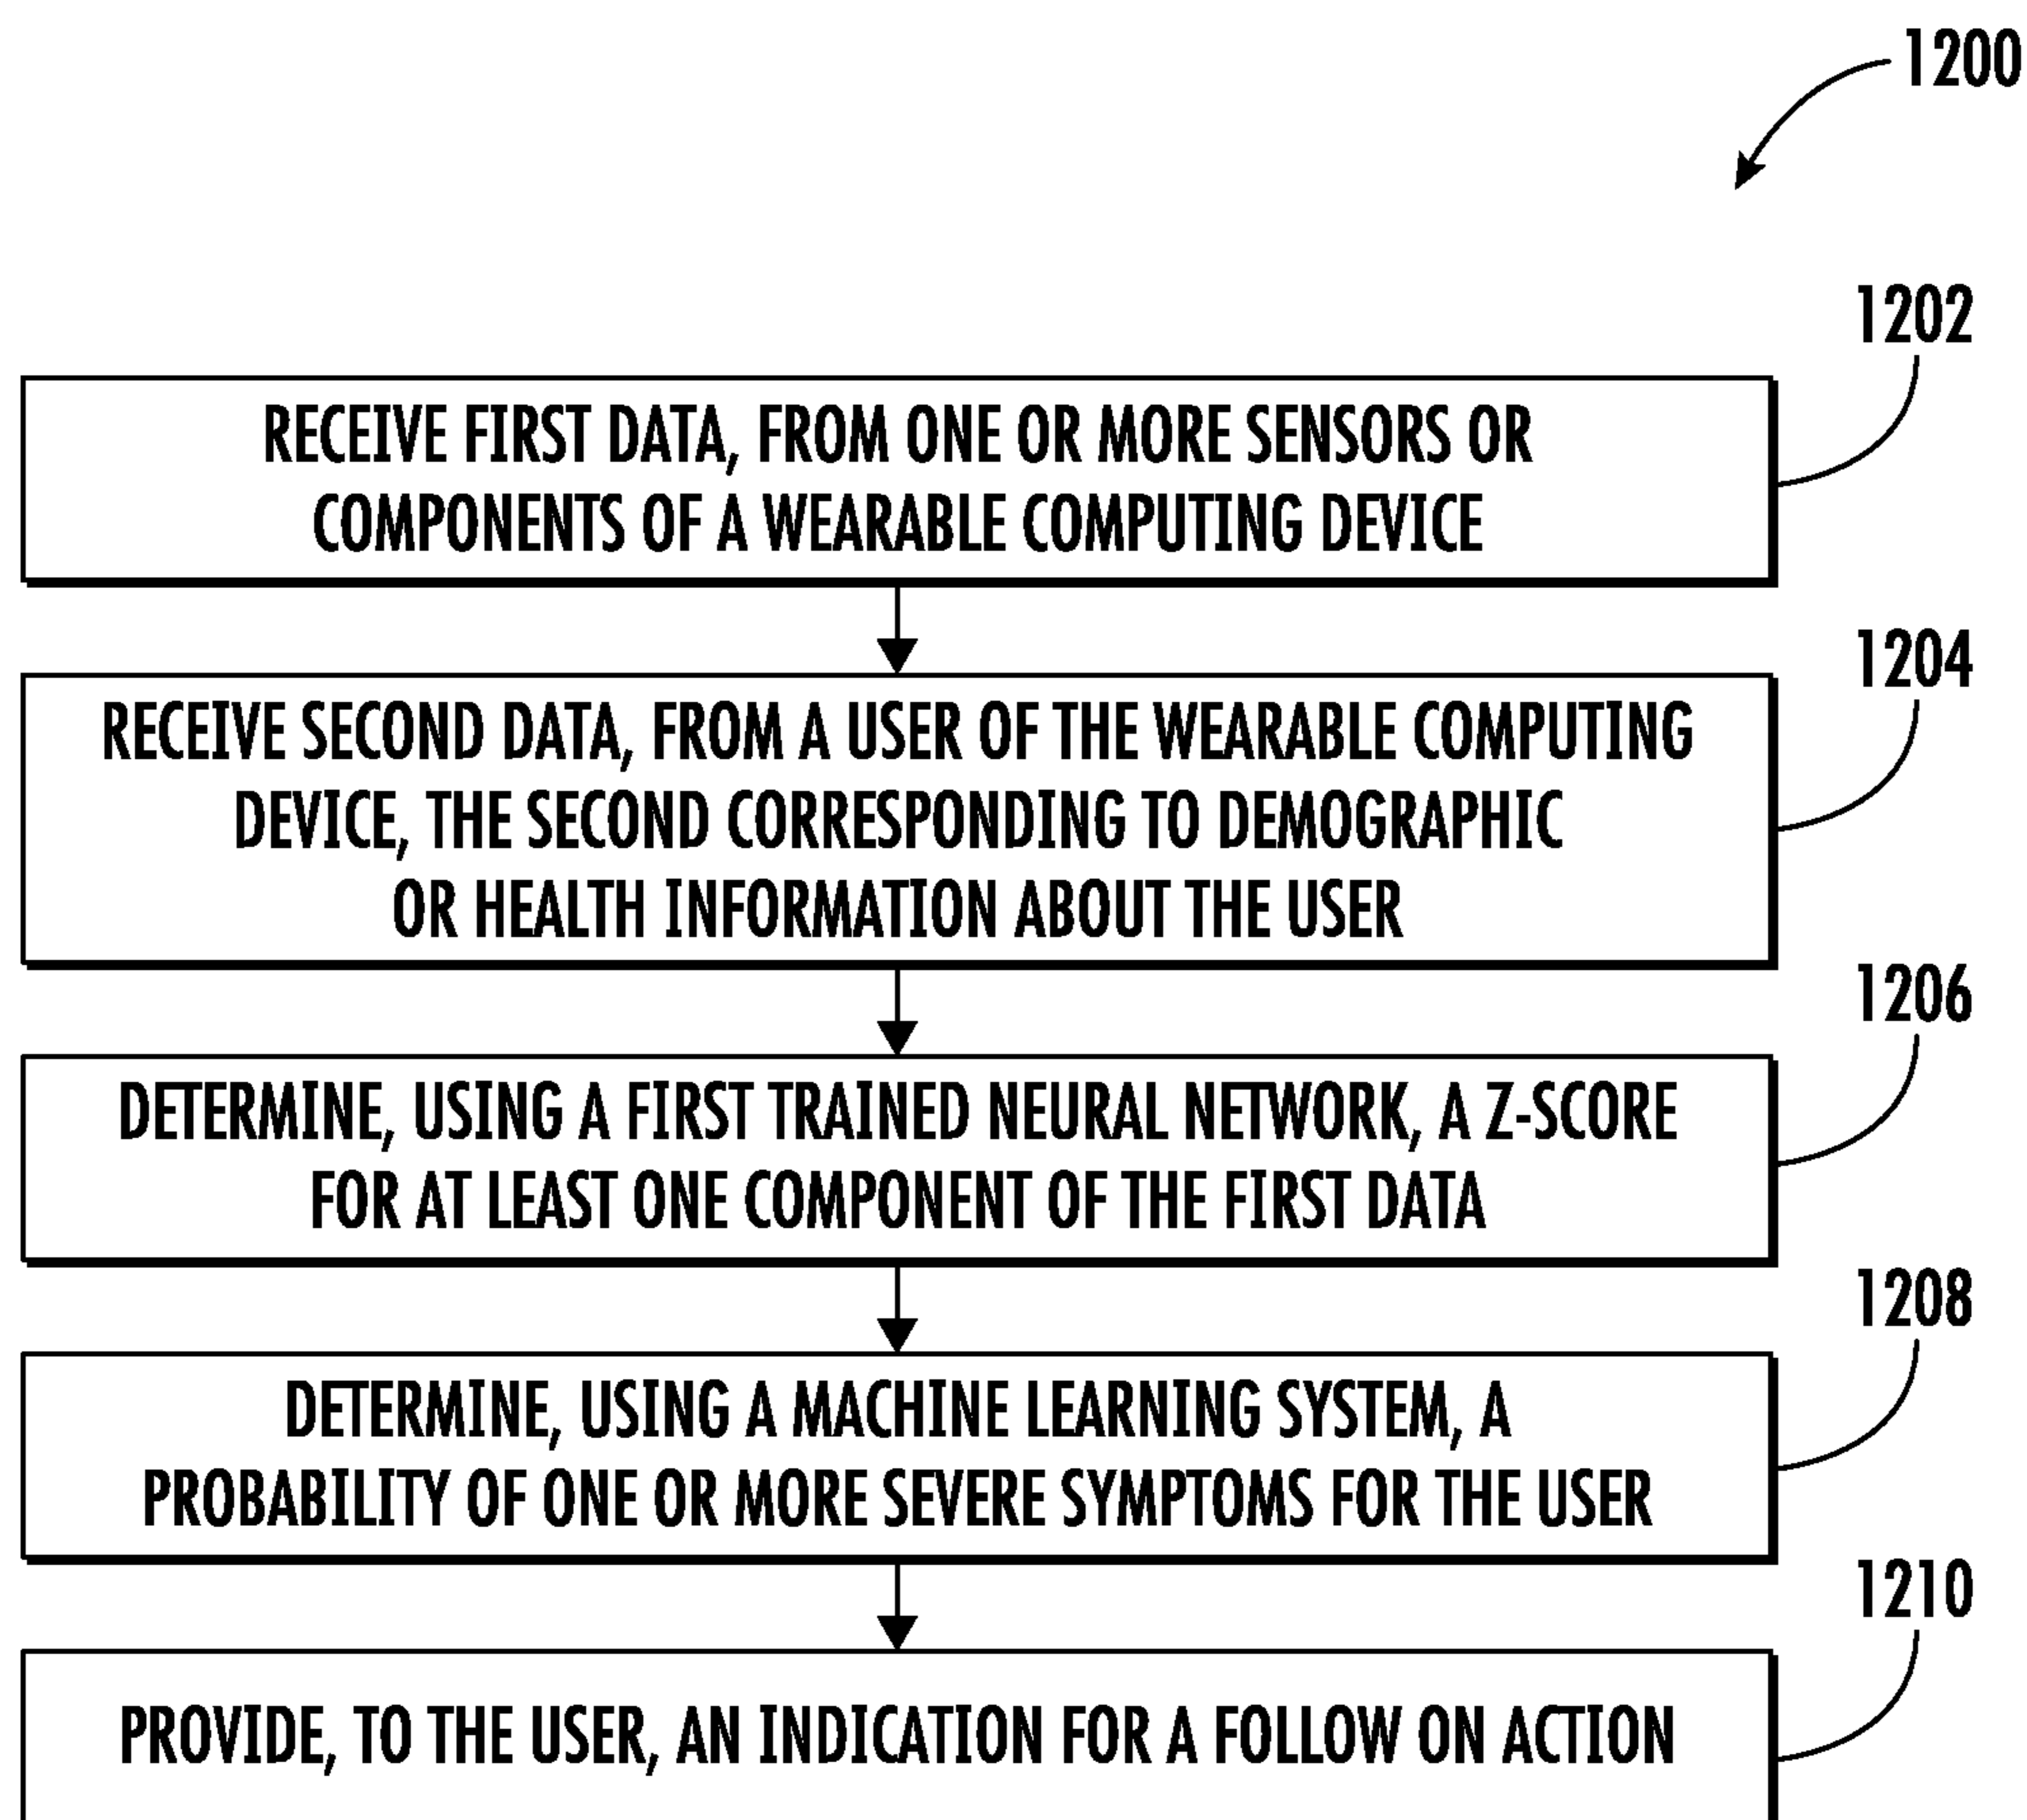 1200
1202
RECEIVE FIRST DATA, FROM ONE OR MORE SENSORS OR
COMPONENTS OF A WEARABLE COMPUTING DEVICE
1204
RECEIVE SECOND DATA, FROM A USER OF THE WEARABLE COMPUTING
DEVICE, THE SECOND CORRESPONDING TO DEMOGRAPHIC
OR HEALTH INFORMATION ABOUT THE USER
1206
DETERMINE, USING A FIRST TRAINED NEURAL NETWORK, A Z-SCORE
FOR AT LEAST ONE COMPONENT OF THE FIRST DATA
1208
DETERMINE, USING A MACHINE LEARNING SYSTEM, A
PROBABILITY OF ONE OR MORE SEVERE SYMPTOMS FOR THE USER
1210
PROVIDE, TO THE USER, AN INDICATION FOR A FOLLOW ON ACTION